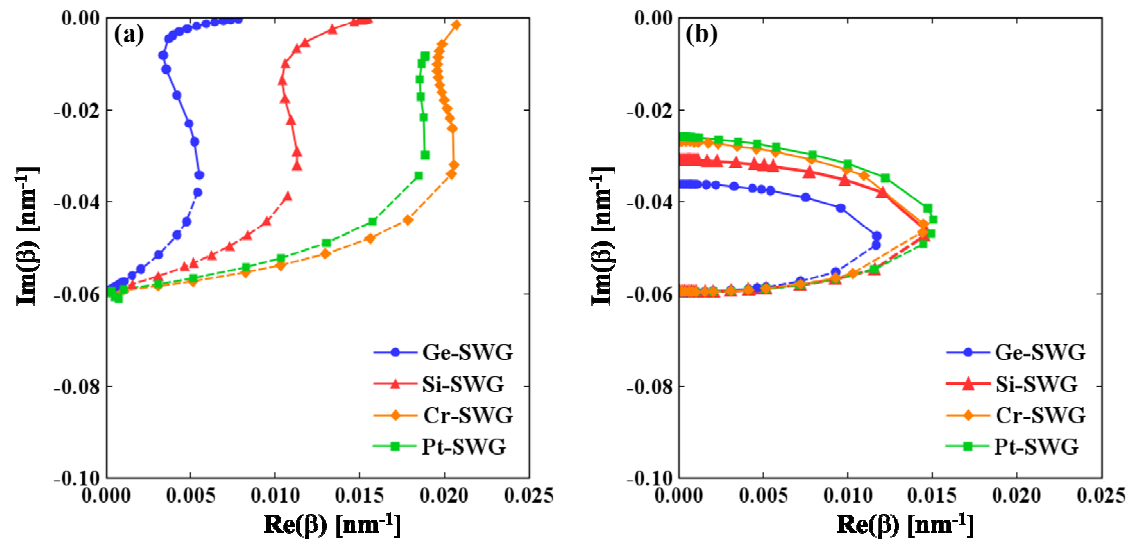 (a)
0.00
-0.02
-0.04
-0.06
-0.08
-0.10
Im(β) [nm⁻¹]
0.000 0.005 0.010 0.015 0.020 0.025
Re(β) [nm⁻¹]
Ge-SWG
Si-SWG
Cr-SWG
Pt-SWG
(b)
0.00
-0.02
-0.04
-0.06
-0.08
-0.10
Im(β) [nm⁻¹]
0.000 0.005 0.010 0.015 0.020 0.025
Re(β) [nm⁻¹]
Ge-SWG
Si-SWG
Cr-SWG
Pt-SWG